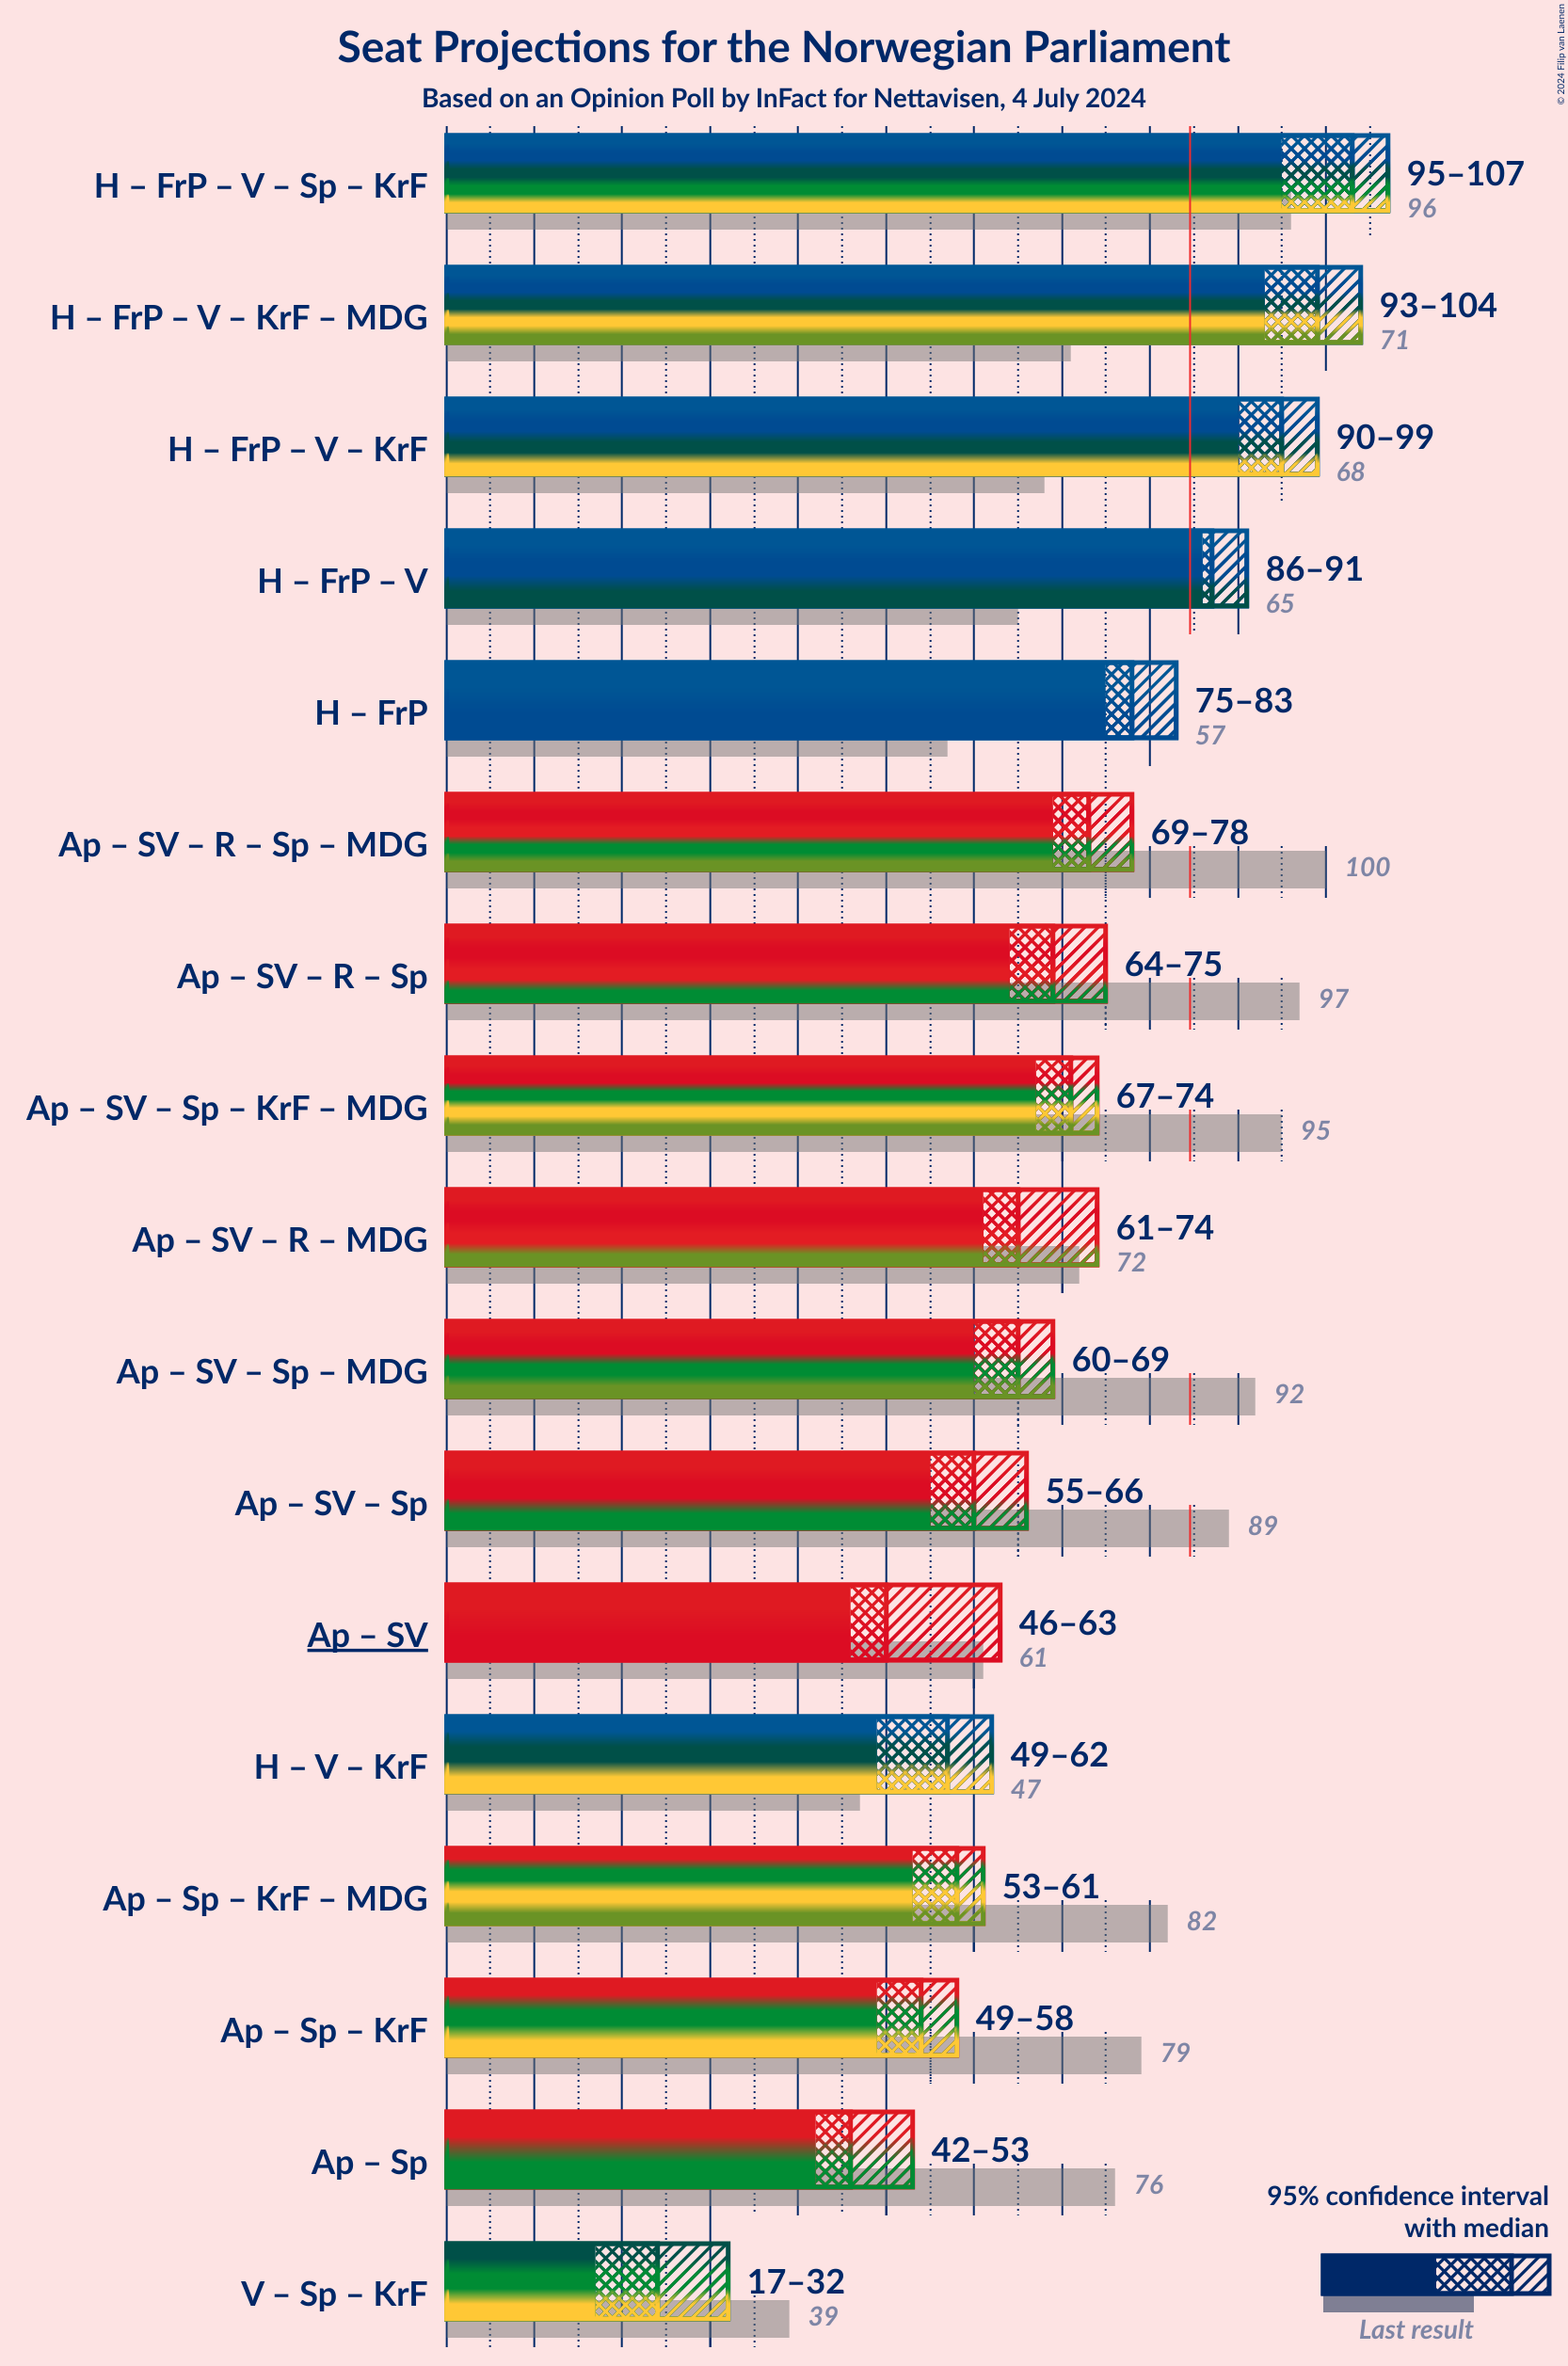 © 2024 Filip van Laenen
Seat Projections for the Norwegian Parliament
Based on an Opinion Poll by InFact for Nettavisen, 4 July 2024
H – FrP – V – Sp – KrF
95–107
96
H – FrP – V – KrF – MDG
93–104
71
H – FrP – V – KrF
90–99
68
H – FrP – V
86–91
65
H – FrP
75–83
57
Ap – SV – R – Sp – MDG
69–78
100
Ap – SV – R – Sp
64–75
97
Ap – SV – Sp – KrF – MDG
67–74
95
Ap – SV – R – MDG
61–74
72
Ap – SV – Sp – MDG
60–69
92
Ap – SV – Sp
55–66
89
Ap – SV
46–63
61
H – V – KrF
49–62
47
Ap – Sp – KrF – MDG
53–61
82
Ap – Sp – KrF
49–58
79
Ap – Sp
42–53
76
V – Sp – KrF
17–32
39
95% confidence interval
with median
Last result